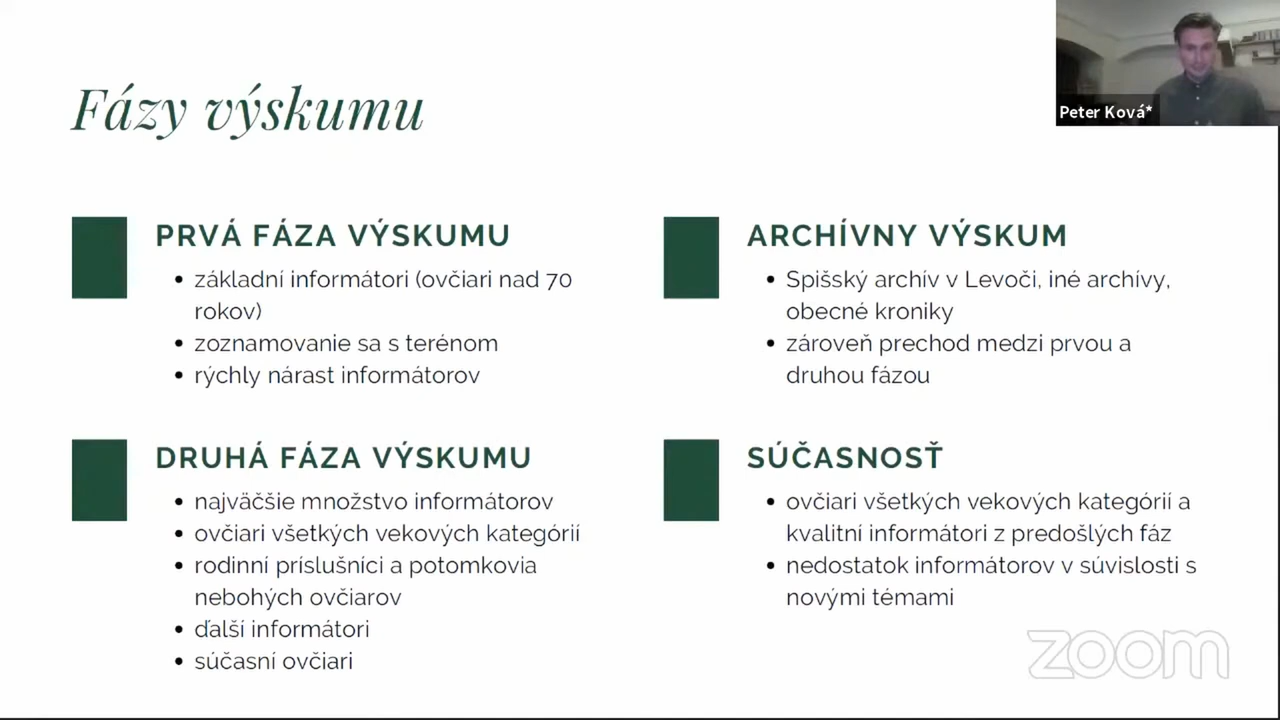 Fázy výskumu
Peter Ková*
PRVÁ FÁZA VÝSKUMU
• základní informátori (ovčiari nad 70
rokov)
• zoznamovanie sa s terénom
• rýchly nárast informátorov
ARCHÍVNY VÝSKUM
• Spišský archív v Levoči, iné archívy,
obecné kroniky
• zároveň prechod medzi prvou a
druhou fázou
DRUHÁ FÁZA VÝSKUMU
• najväčšie množstvo informátorov
• ovčiari všetkých vekových kategórií
• rodinní príslušníci a potomkovia
nebohých ovčiarov
• ďalší informátori
• súčasní ovčiari
SÚČASNOSŤ
• ovčiari všetkých vekových kategórií a
kvalitní informátori z predošlých fáz
• nedostatok informátorov v súvislosti s
novými témami
zoom